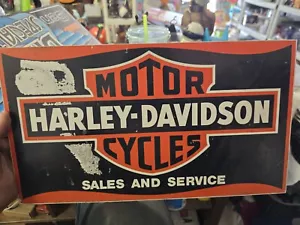 MOTOR
HARLEY-DAVIDSON
CYCLES
SALES AND SERVICE